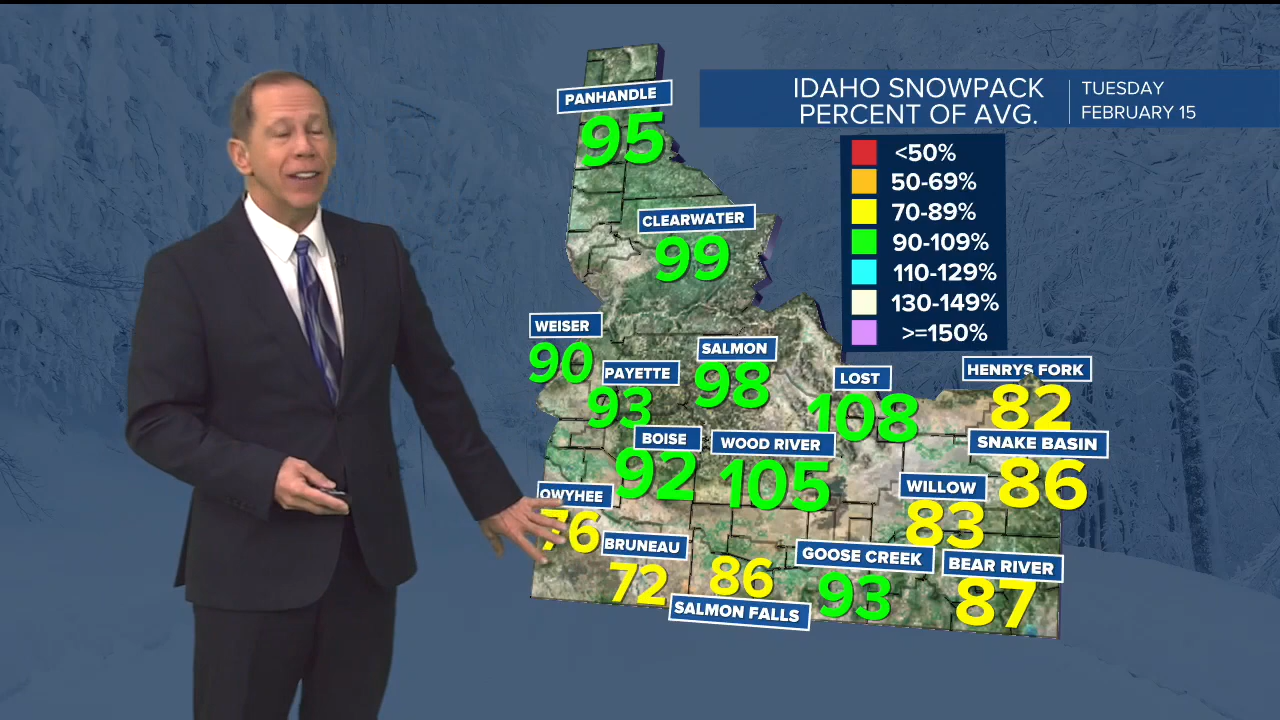 IDAHO SNOWPACK
PERCENT OF AVG.
TUESDAY
FEBRUARY 15
<50%
50-69%
70-89%
90-109%
110-129%
130-149%
>=150%
PANHANDLE
95
CLEARWATER
99
WEISER
90
PAYETTE
93
SALMON
98
LOST
108
HENRYS FORK
82
BOISE
92
WOOD RIVER
105
SNAKE BASIN
86
OWYHEE
76
WILLOW
83
BRUNEAU
72
86
SALMON FALLS
GOOSE CREEK
93
BEAR RIVER
87